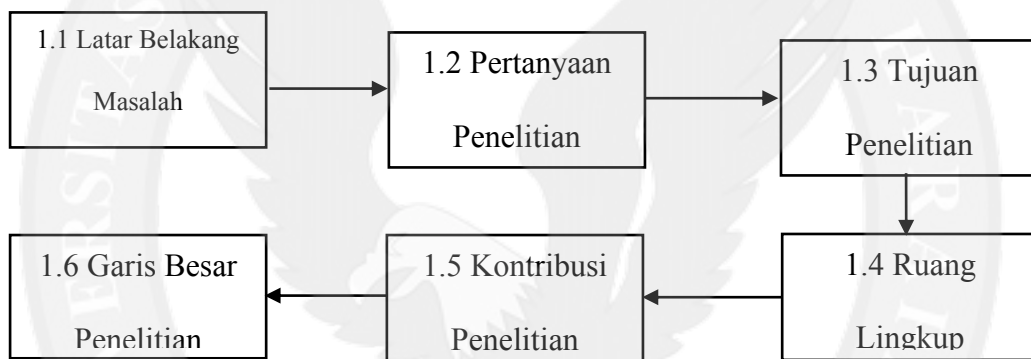 1.1 Latar Belakang
Masalah
1.2 Pertanyaan
Penelitian
1.3 Tujuan
Penelitian
1.4 Ruang
Lingkup
1.5 Kontribusi
Penelitian
1.6 Garis Besar
Penelitian